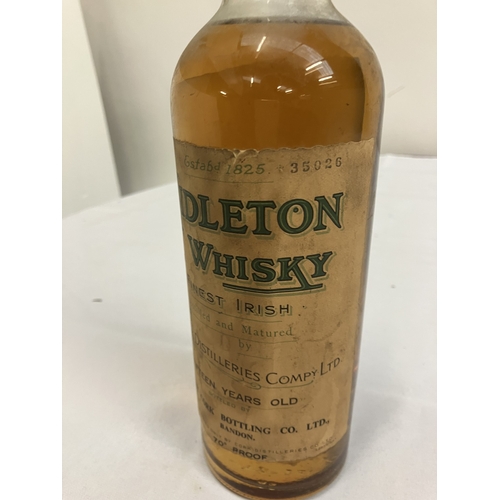 Estabd 1825. 35026
DLETON
WHISKY
NEST IRISH
and Matured
by
DISTILLERIES COMPY LTD
EEN YEARS OLD
BOTTLING CO. LTD.,
BANDON.
70° PROOF